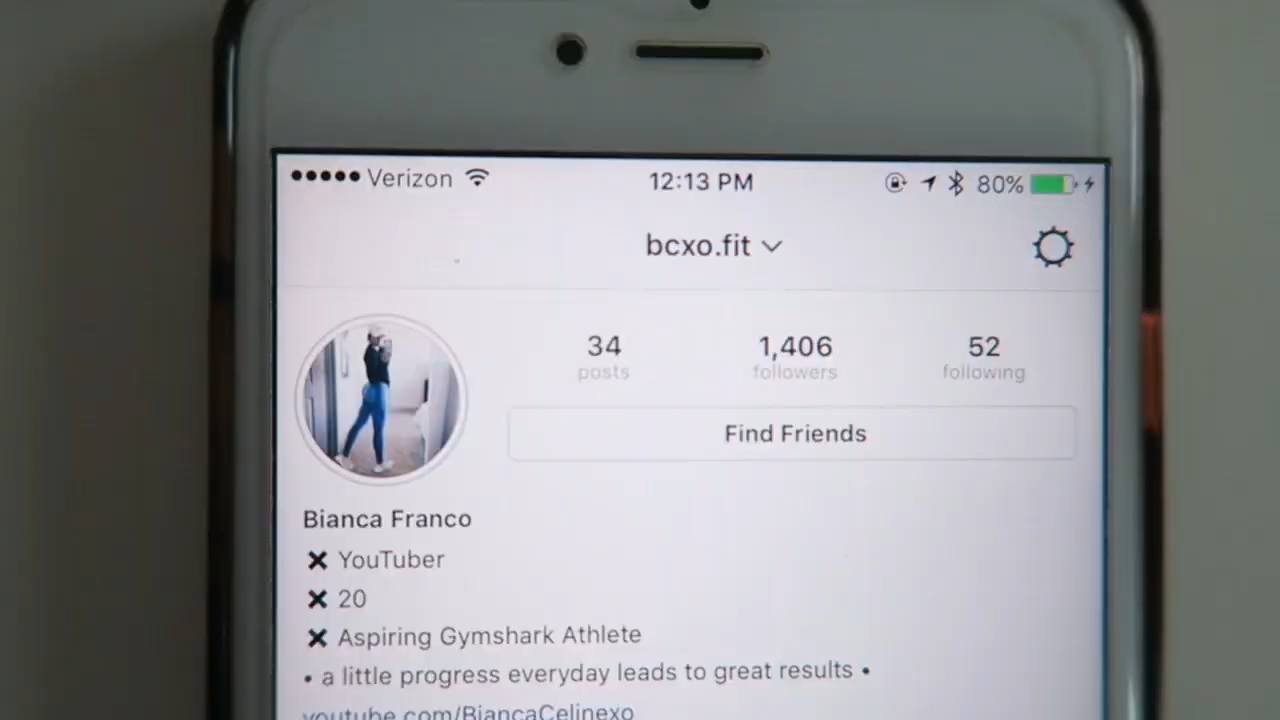 Verizon 12:13 PM 80%
bcxo.fit
34 1,406 52
posts followers following
Find Friends
Bianca Franco
✕ YouTuber
✕ 20
✕ Aspiring Gymshark Athlete
• a little progress everyday leads to great results •
youtube.com/BiancaCelinexo